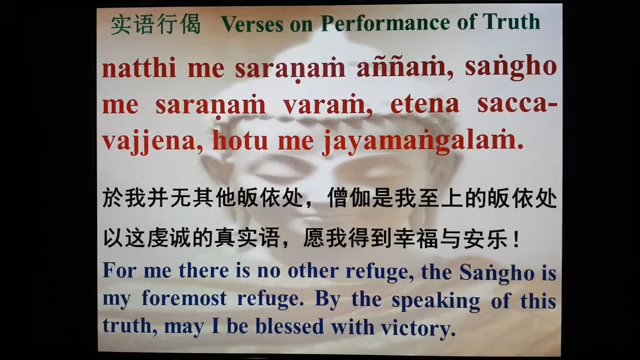 实语行偈 Verses on Performance of Truth
natthi me saraṇaṁ aññaṁ, saṅgho
me saraṇaṁ varaṁ, etena sacca-
vajjena, hotu me jayamaṅgalaṁ.
於我并无其他皈依处，僧伽是我至上的皈依处
以这虔诚的真实语，愿我得到幸福与安乐！
For me there is no other refuge, the Saṅgho is
my foremost refuge. By the speaking of this
truth, may I be blessed with victory.